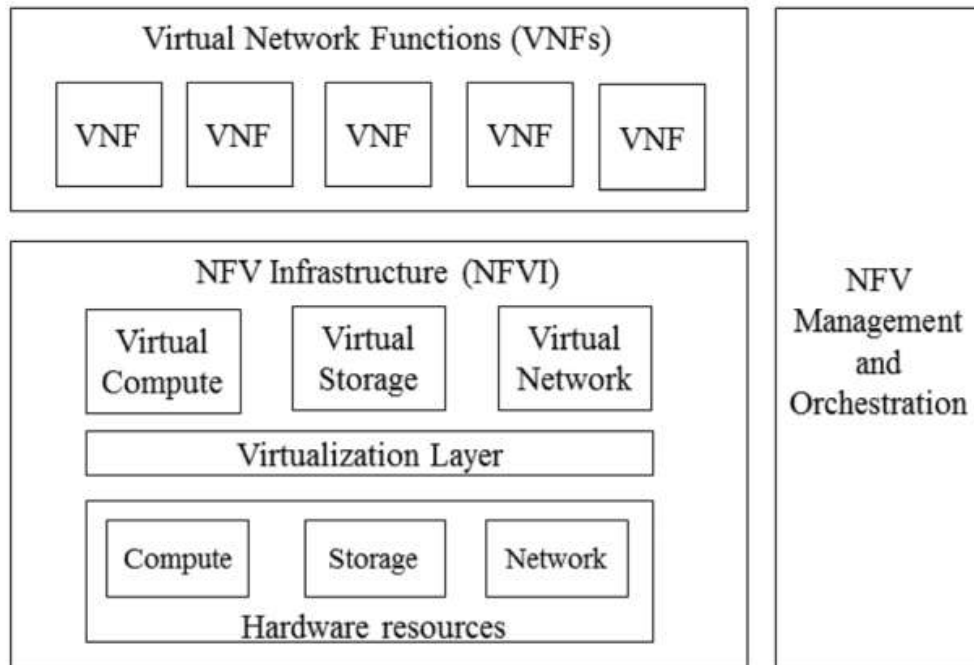 Virtual Network Functions (VNFs)
VNF
VNF
VNF
VNF
VNF
NFV Infrastructure (NFVI)
Virtual
Compute
Virtual
Storage
Virtual
Network
Virtualization Layer
Compute
Storage
Network
Hardware resources
NFV
Management
and
Orchestration